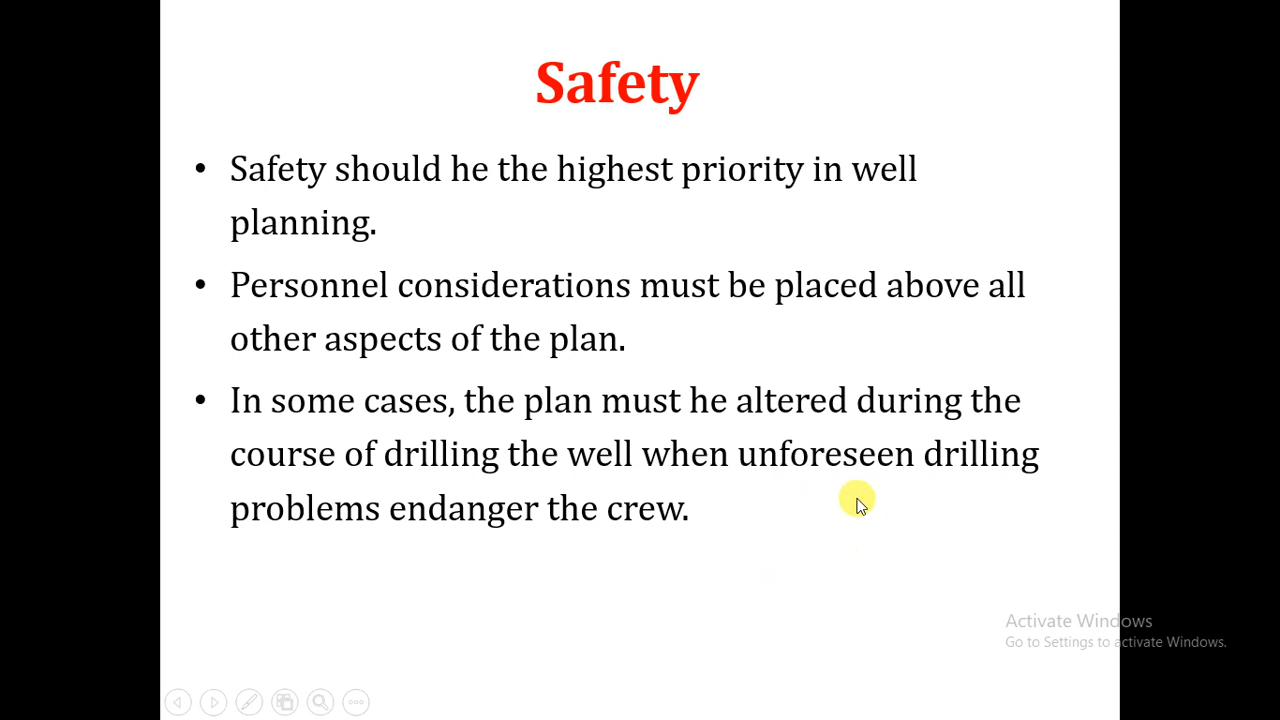 Safety
• Safety should he the highest priority in well
planning.
• Personnel considerations must be placed above all
other aspects of the plan.
• In some cases, the plan must he altered during the
course of drilling the well when unforeseen drilling
problems endanger the crew.
Activate Windows
Go to Settings to activate Windows.